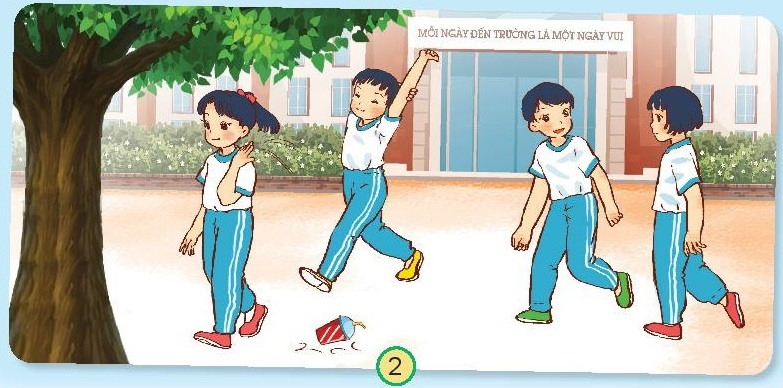 MỖI NGÀY ĐẾN TRƯỜNG LÀ MỘT NGÀY VUI
2